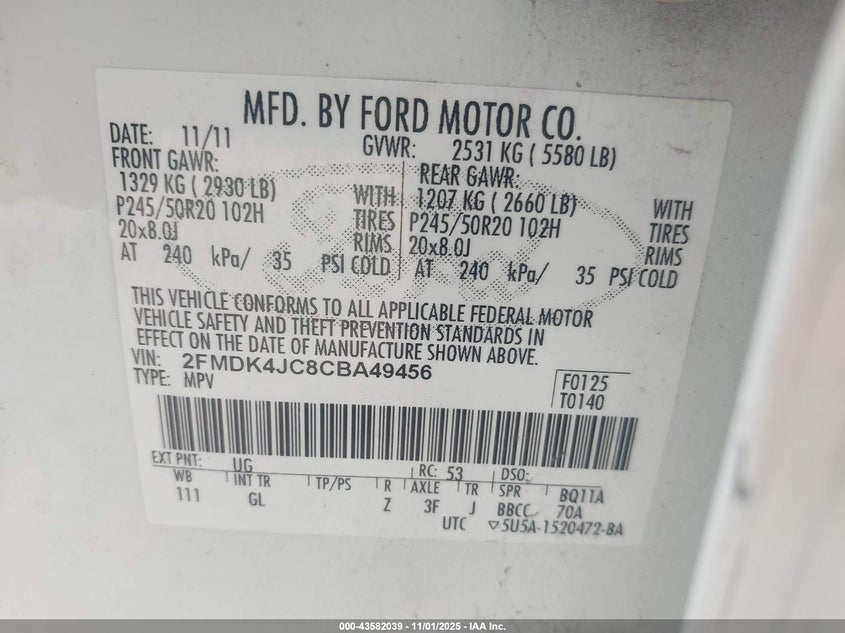 MFD. BY FORD MOTOR CO.
DATE: 11/11 GVWR: 2531 KG ( 5580 LB)
FRONT GAWR: REAR GAWR:
1329 KG ( 2930 LB) WITH 1207 KG ( 2660 LB) WITH
P245/50R20 102H TIRES P245/50R20 102H TIRES
20x8.0J RIMS 20x8.0J RIMS
AT 240 kPa/ 35 PSI COLD AT 240 kPa/ 35 PSI COLD
THIS VEHICLE CONFORMS TO ALL APPLICABLE FEDERAL MOTOR
VEHICLE SAFETY AND THEFT PREVENTION STANDARDS IN
EFFECT ON THE DATE OF MANUFACTURE SHOWN ABOVE.
VIN: 2FMDK4JC8CBA49456
TYPE: MPV
F0125
T0140
EXT PNT: UG RC: 53 DSO:
WB INT TR TP/PS R AXLE TR SPR BQ11A
111 GL Z 3F J BBCC 70A
UTC ▽5U5A-1520472-BA
000-43582039 - 11/01/2025 - IAA Inc.